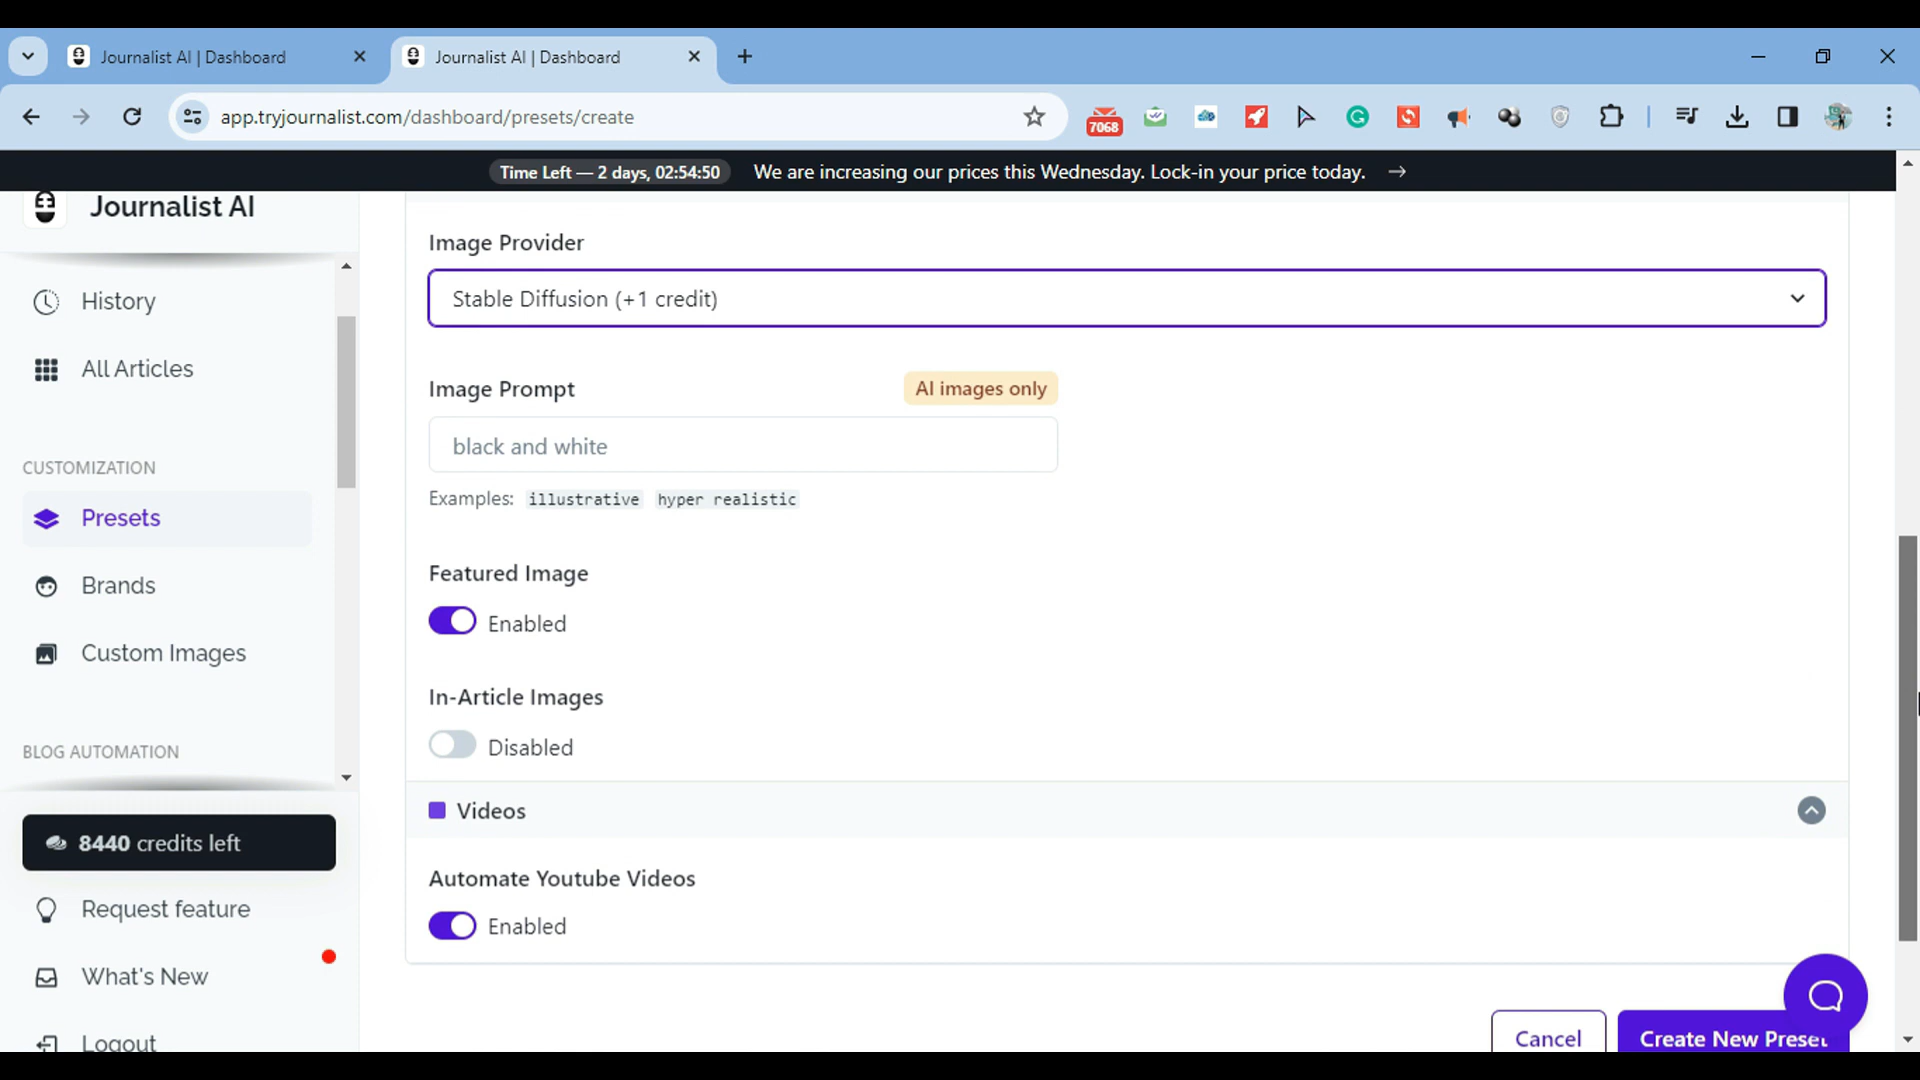 Journalist AI | Dashboard
Journalist AI | Dashboard
app.tryjournalist.com/dashboard/presets/create
7068
Time Left — 2 days, 02:54:50 We are increasing our prices this Wednesday. Lock-in your price today. →
Journalist AI
History
All Articles
CUSTOMIZATION
Presets
Brands
Custom Images
BLOG AUTOMATION
8440 credits left
Request feature
What's New
Logout
Image Provider
Stable Diffusion (+1 credit)
Image Prompt AI images only
black and white
Examples: illustrative hyper realistic
Featured Image
Enabled
In-Article Images
Disabled
Videos
Automate Youtube Videos
Enabled
Cancel Create New Preset